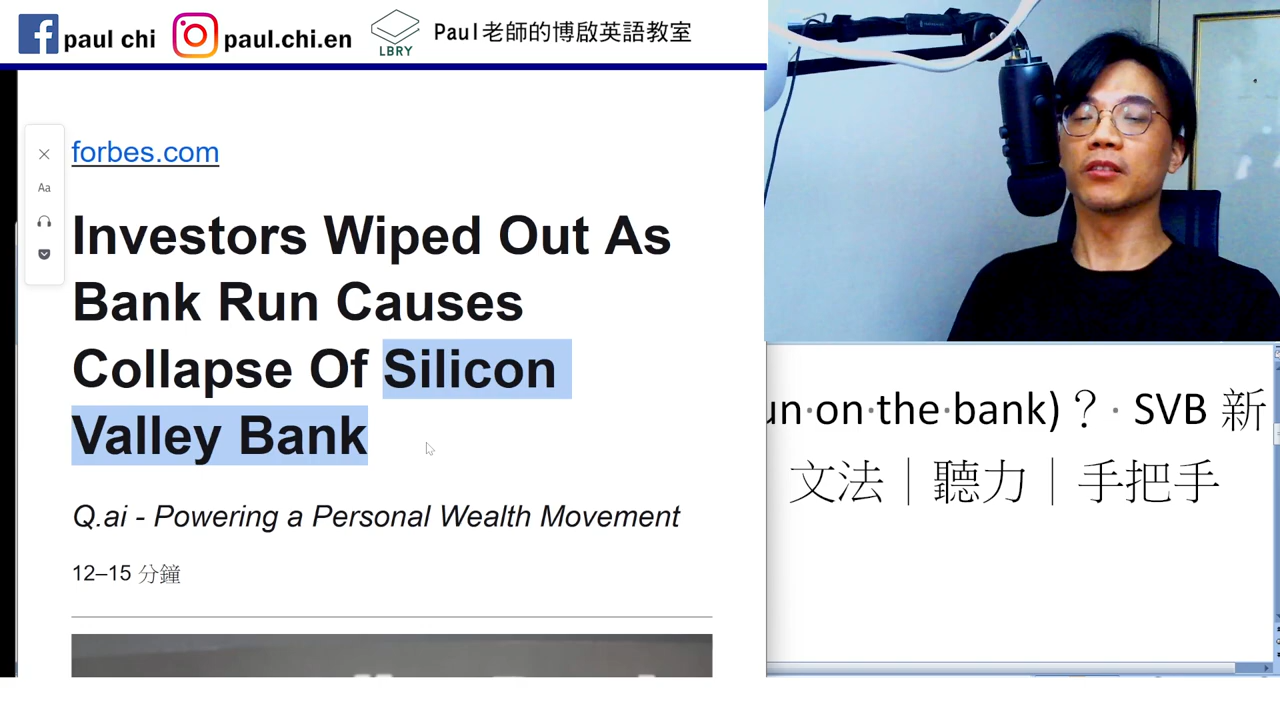 paul chi
paul.chi.en
LBRY
Paul老師的博啟英語教室
forbes.com
Aa
Investors Wiped Out As
Bank Run Causes
Collapse Of Silicon
Valley Bank
Q.ai - Powering a Personal Wealth Movement
12–15 分鐘
un·on·the·bank)？· SVB 新
文法｜聽力｜手把手